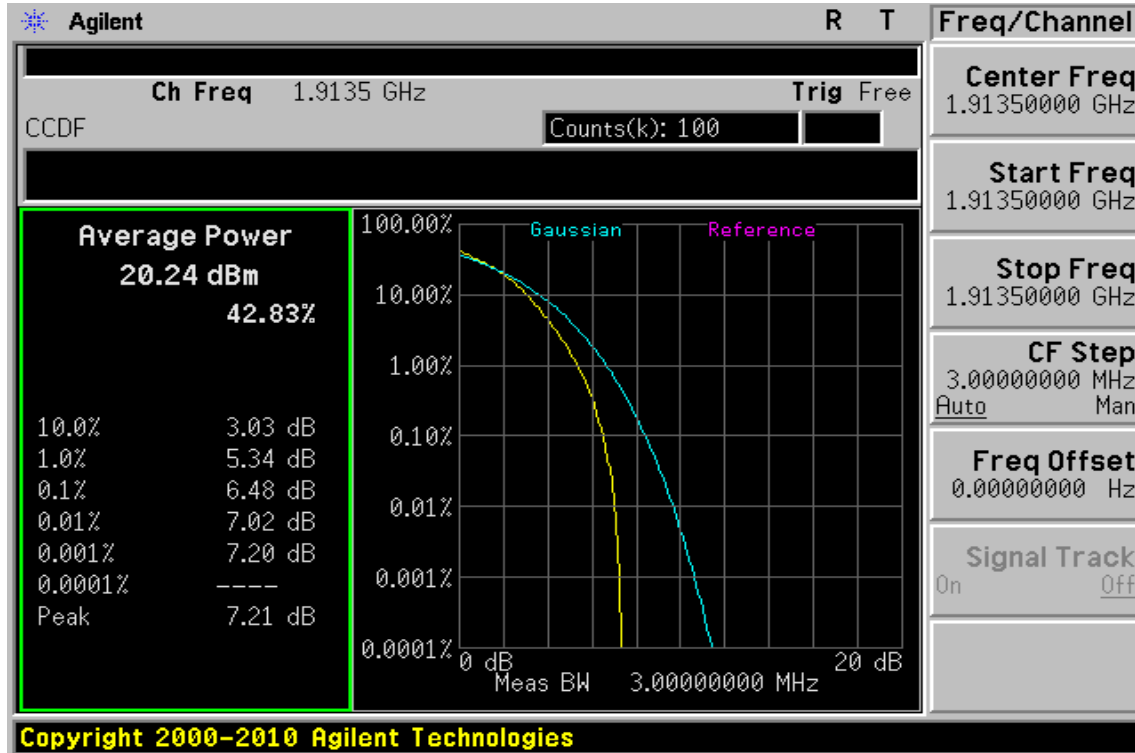 Agilent R T
Ch Freq 1.9135 GHz Trig Free
CCDF Counts(k): 100
Average Power
20.24 dBm
42.83%
10.0% 3.03 dB
1.0% 5.34 dB
0.1% 6.48 dB
0.01% 7.02 dB
0.001% 7.20 dB
0.0001% ----
Peak 7.21 dB
Gaussian Reference
100.00%
10.00%
1.00%
0.10%
0.01%
0.001%
0.0001%
0 dB 20 dB
Meas BW 3.00000000 MHz
Freq/Channel
Center Freq
1.91350000 GHz
Start Freq
1.91350000 GHz
Stop Freq
1.91350000 GHz
CF Step
3.00000000 MHz
Auto Man
Freq Offset
0.00000000 Hz
Signal Track
On Off
Copyright 2000-2010 Agilent Technologies